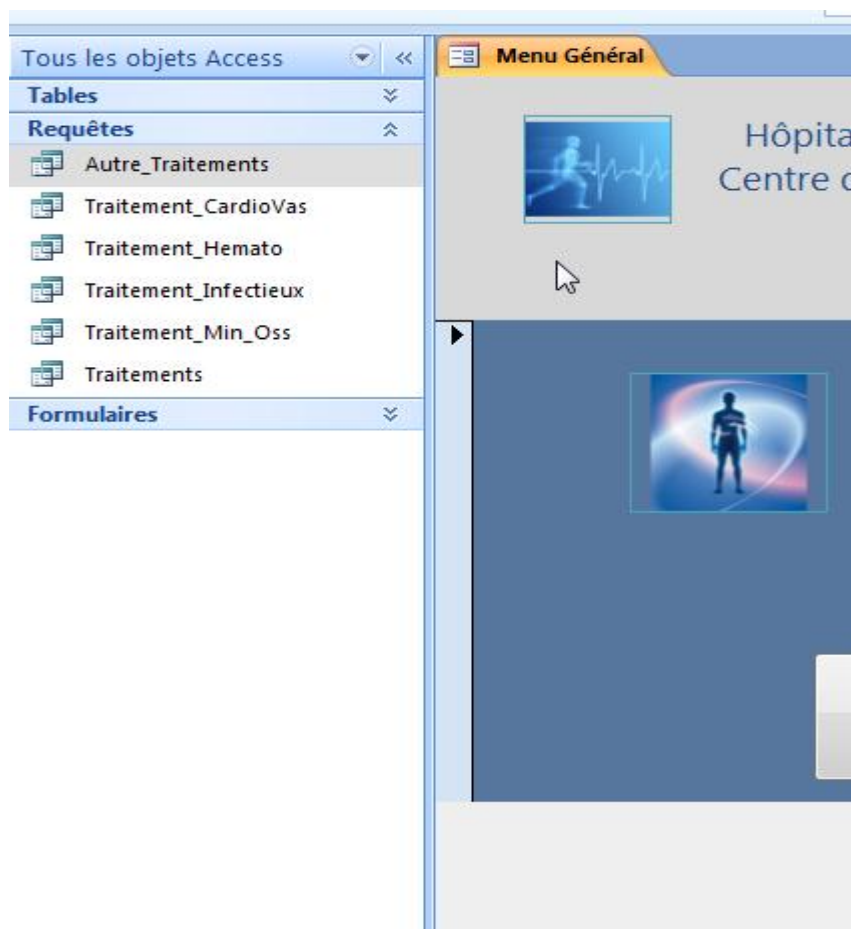 Tous les objets Access
Tables
Requêtes
Autre_Traitements
Traitement_CardioVas
Traitement_Hemato
Traitement_Infectieux
Traitement_Min_Oss
Traitements
Formulaires
Menu Général
Hôpita
Centre